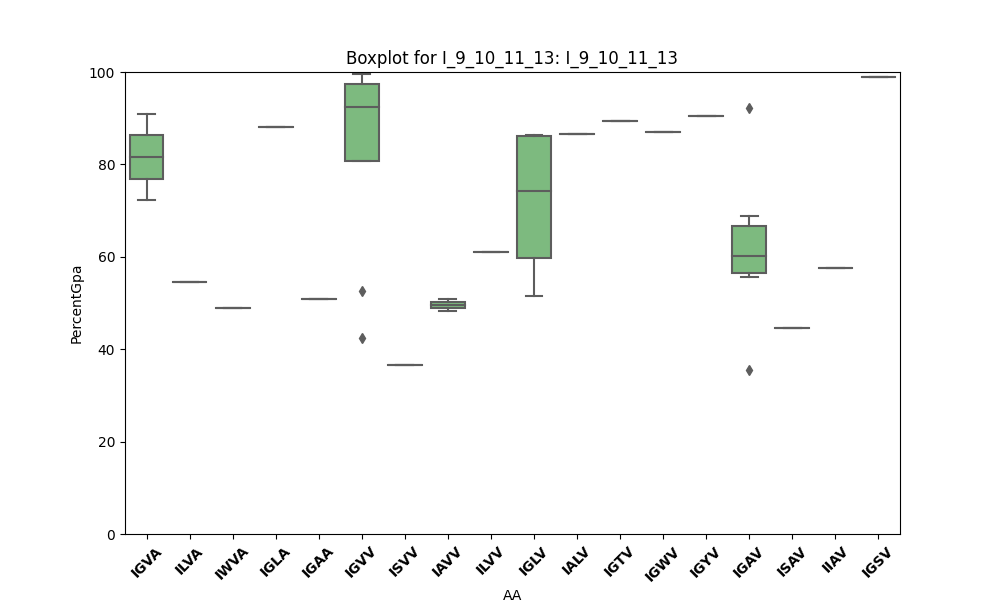 Boxplot for I_9_10_11_13: I_9_10_11_13
PercentGpa
100
80
60
40
20
0
IGVA ILVA IWVA IGLA IGAA IGVV ISVV IAVV ILVV IGLV IALV IGTV IGWV IGYV IGAV ISAV IIAV IGSV
AA